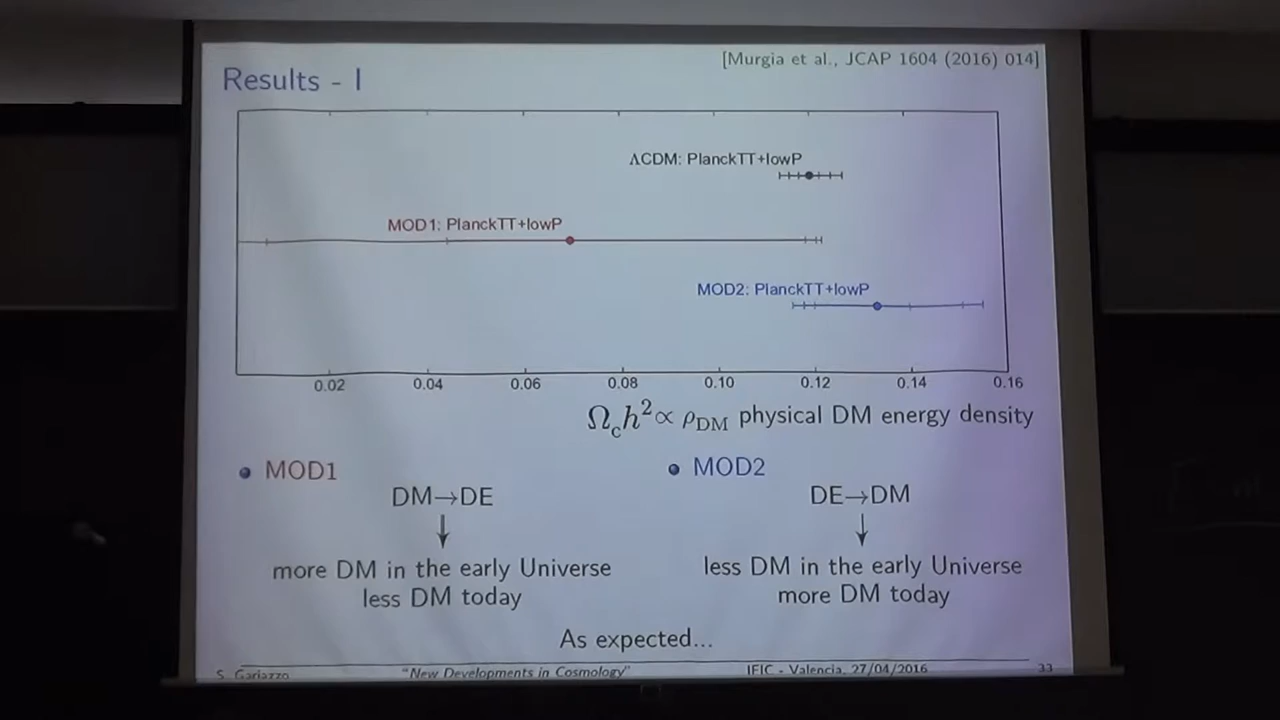 [Murgia et al., JCAP 1604 (2016) 014]
Results - I
ΛCDM: PlanckTT+lowP
MOD1: PlanckTT+lowP
MOD2: PlanckTT+lowP
0.02 0.04 0.06 0.08 0.10 0.12 0.14 0.16
Ω_c h² ∝ ρ_DM physical DM energy density
MOD1
DM→DE
↓
more DM in the early Universe
less DM today
MOD2
DE→DM
↓
less DM in the early Universe
more DM today
As expected...
S. Gariazzo "New Developments in Cosmology" IFIC - Valencia, 27/04/2016 33